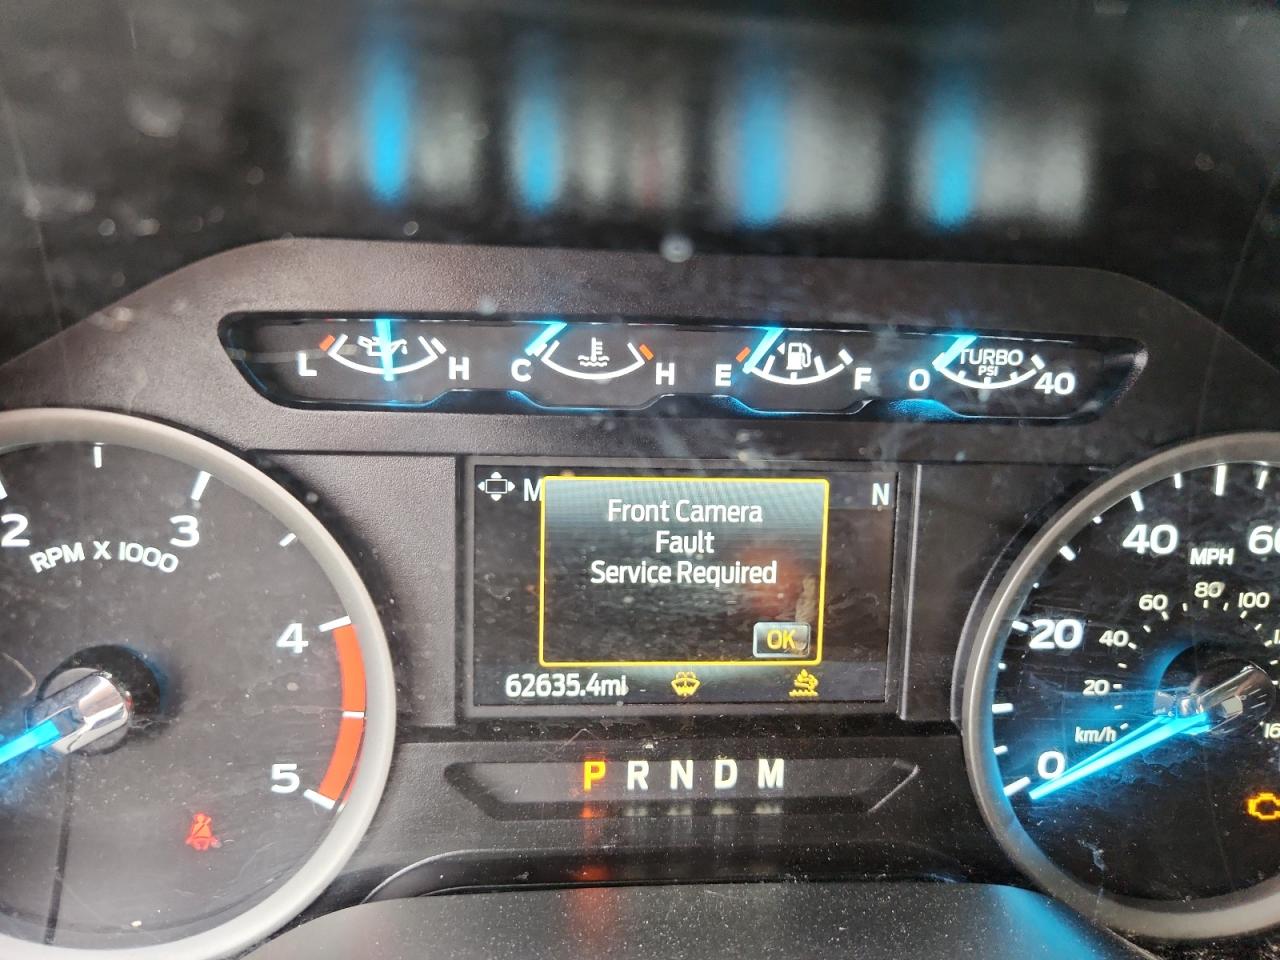 L H C H E F 0 TURBO PSI 40
M N
Front Camera
Fault
Service Required
OK
62635.4mi
2 3 4 5
RPM X 1000
P R N D M
0 20 40 60
MPH
20 40 60 80 100
km/h